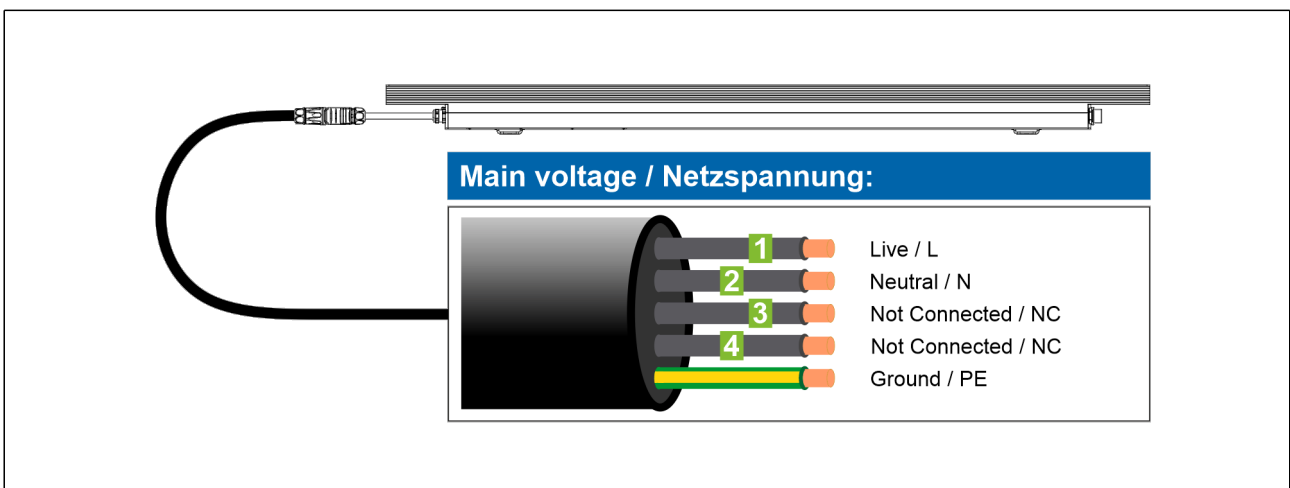 Main voltage / Netzspannung:
1 Live / L
2 Neutral / N
3 Not Connected / NC
4 Not Connected / NC
Ground / PE